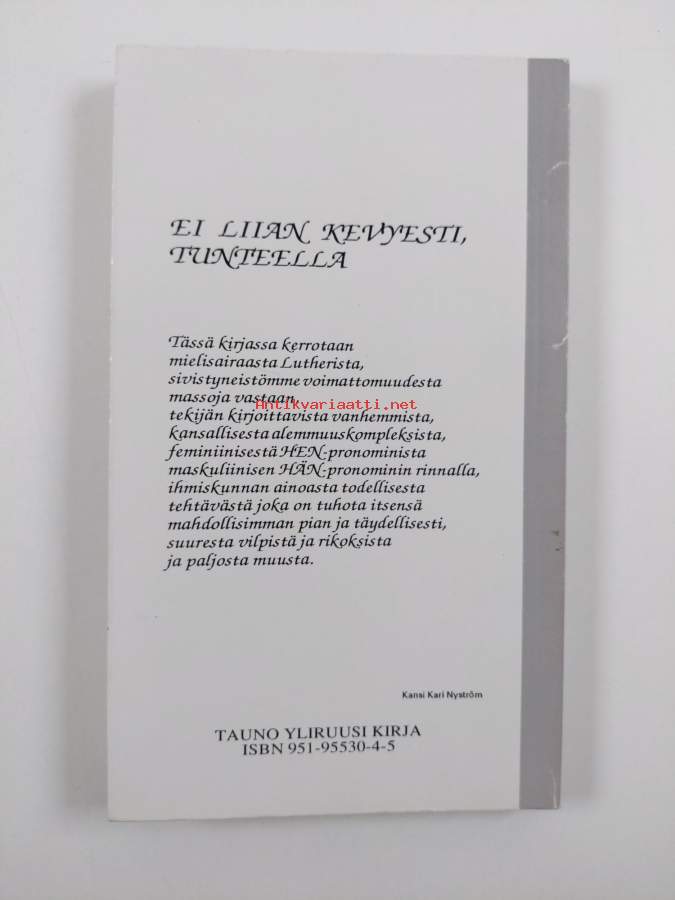 EI LIIAN KEVYESTI,
TUNTEELLA
Tässä kirjassa kerrotaan
mielisairaasta Lutherista,
sivistyneistömme voimattomuudesta
massoja vastaan,
Antikvariaatti.net
tekijän kirjoittavista vanhemmista,
kansallisesta alemmuuskompleksista,
feminiinisestä HEN-pronominista
maskuliinisen HÄN-pronominin rinnalla,
ihmiskunnan ainoasta todellisesta
tehtävästä joka on tuhota itsensä
mahdollisimman pian ja täydellisesti,
suuresta vilpistä ja rikoksista
ja paljosta muusta.
Kansi Kari Nyström
TAUNO YLIRUUSI KIRJA
ISBN 951-95530-4-5